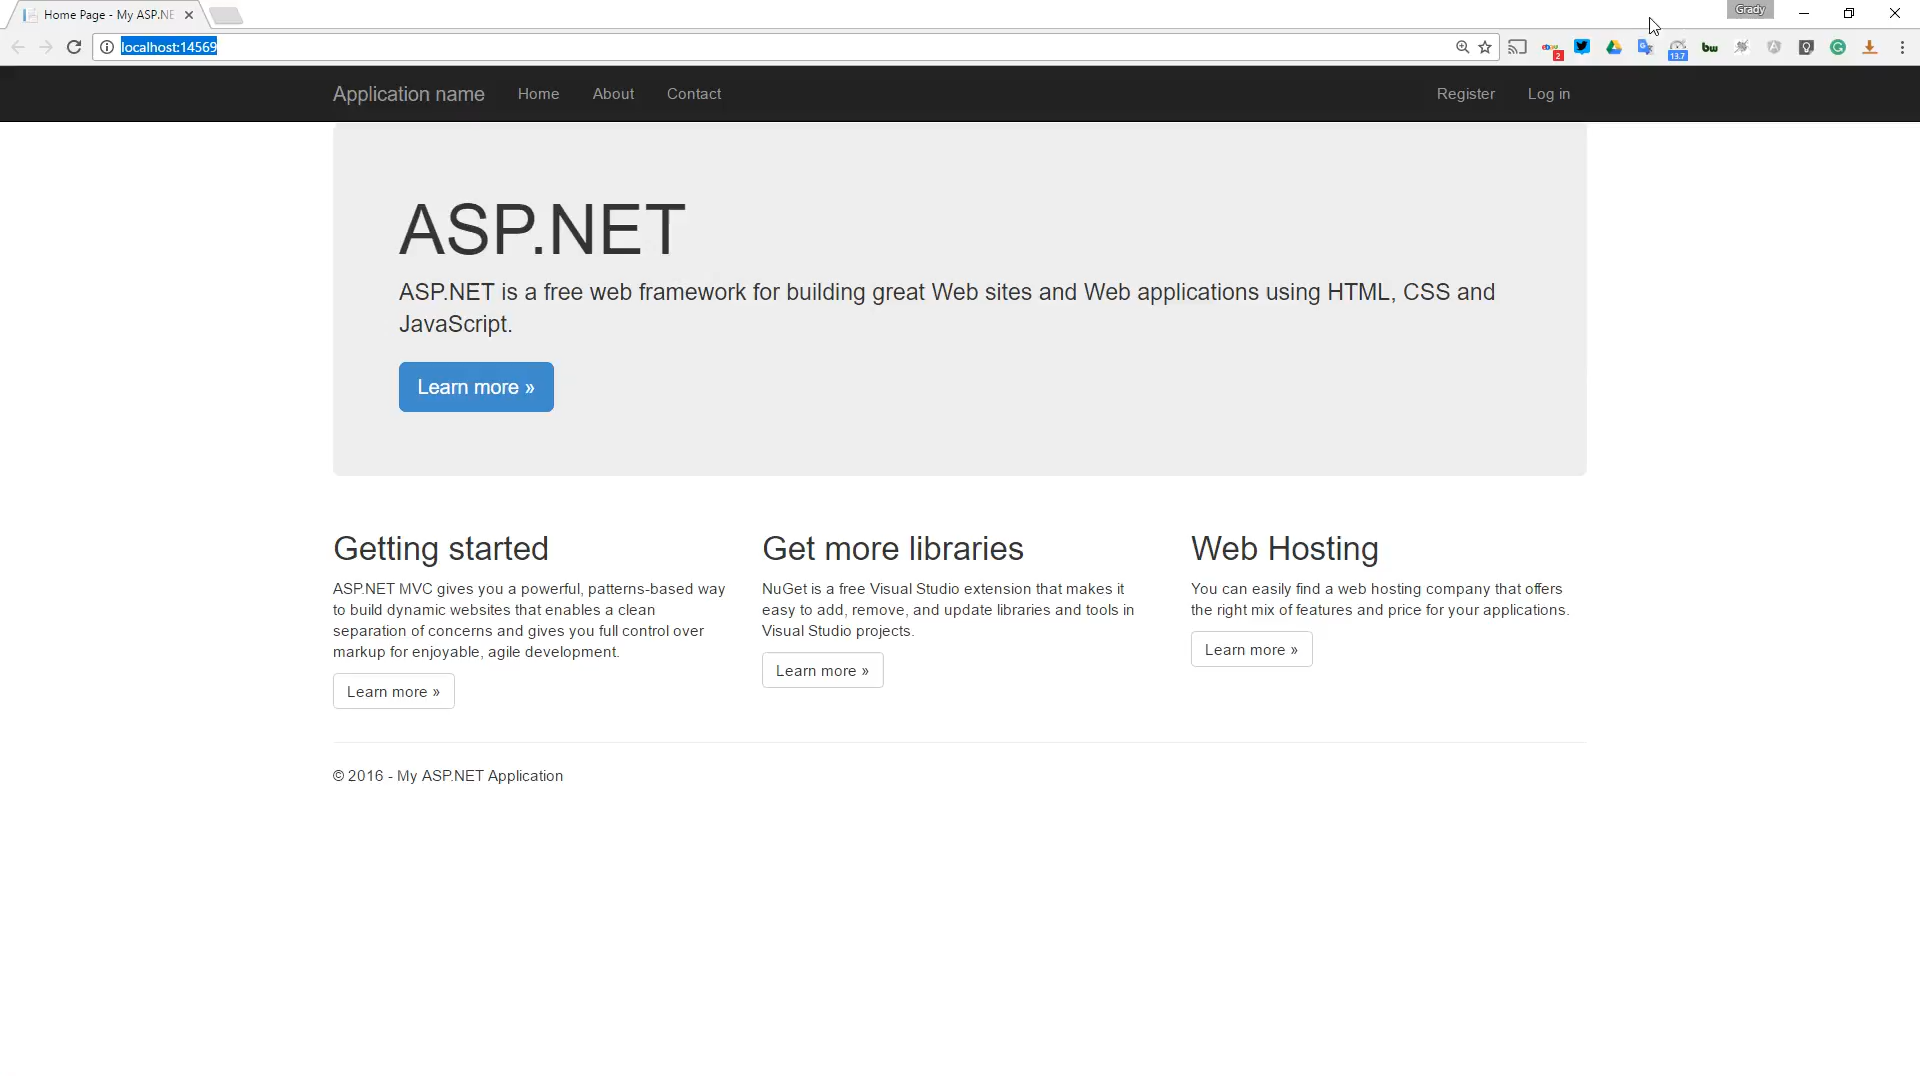 Home Page - My ASP.NE
Grady
localhost:14569
2
13.7
bw
Application name
Home
About
Contact
Register
Log in
ASP.NET
ASP.NET is a free web framework for building great Web sites and Web applications using HTML, CSS and
JavaScript.
Learn more »
Getting started
ASP.NET MVC gives you a powerful, patterns-based way
to build dynamic websites that enables a clean
separation of concerns and gives you full control over
markup for enjoyable, agile development.
Learn more »
Get more libraries
NuGet is a free Visual Studio extension that makes it
easy to add, remove, and update libraries and tools in
Visual Studio projects.
Learn more »
Web Hosting
You can easily find a web hosting company that offers
the right mix of features and price for your applications.
Learn more »
© 2016 - My ASP.NET Application